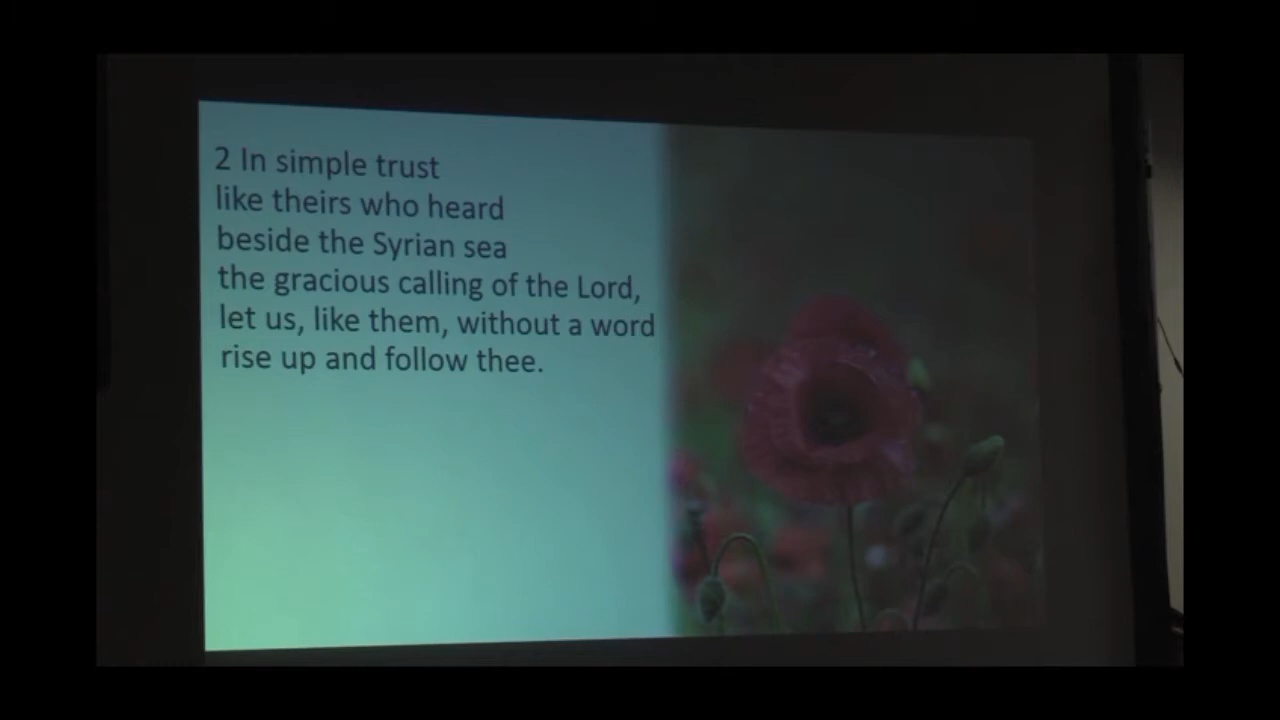 2 In simple trust
like theirs who heard
beside the Syrian sea
the gracious calling of the Lord,
let us, like them, without a word
rise up and follow thee.